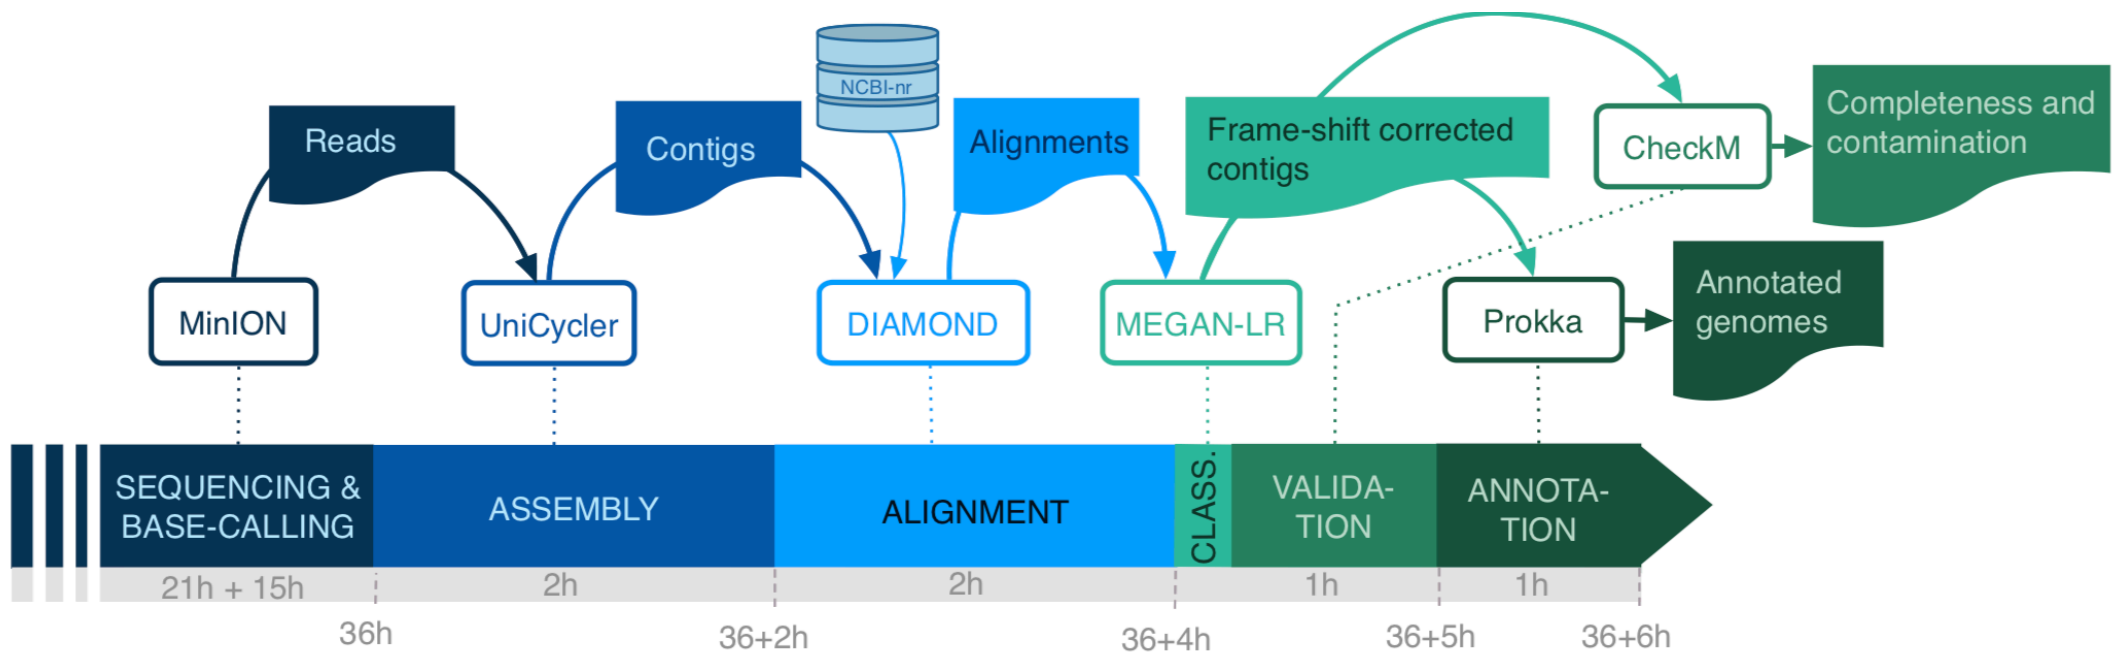 NCBI-nr
Reads
Contigs
Alignments
Frame-shift corrected
contigs
CheckM
Completeness and
contamination
MinION
UniCycler
DIAMOND
MEGAN-LR
Prokka
Annotated
genomes
SEQUENCING &
BASE-CALLING
ASSEMBLY
ALIGNMENT
CLASS.
VALIDA-
TION
ANNOTA-
TION
21h + 15h
2h
2h
1h
1h
36h
36+2h
36+4h
36+5h
36+6h